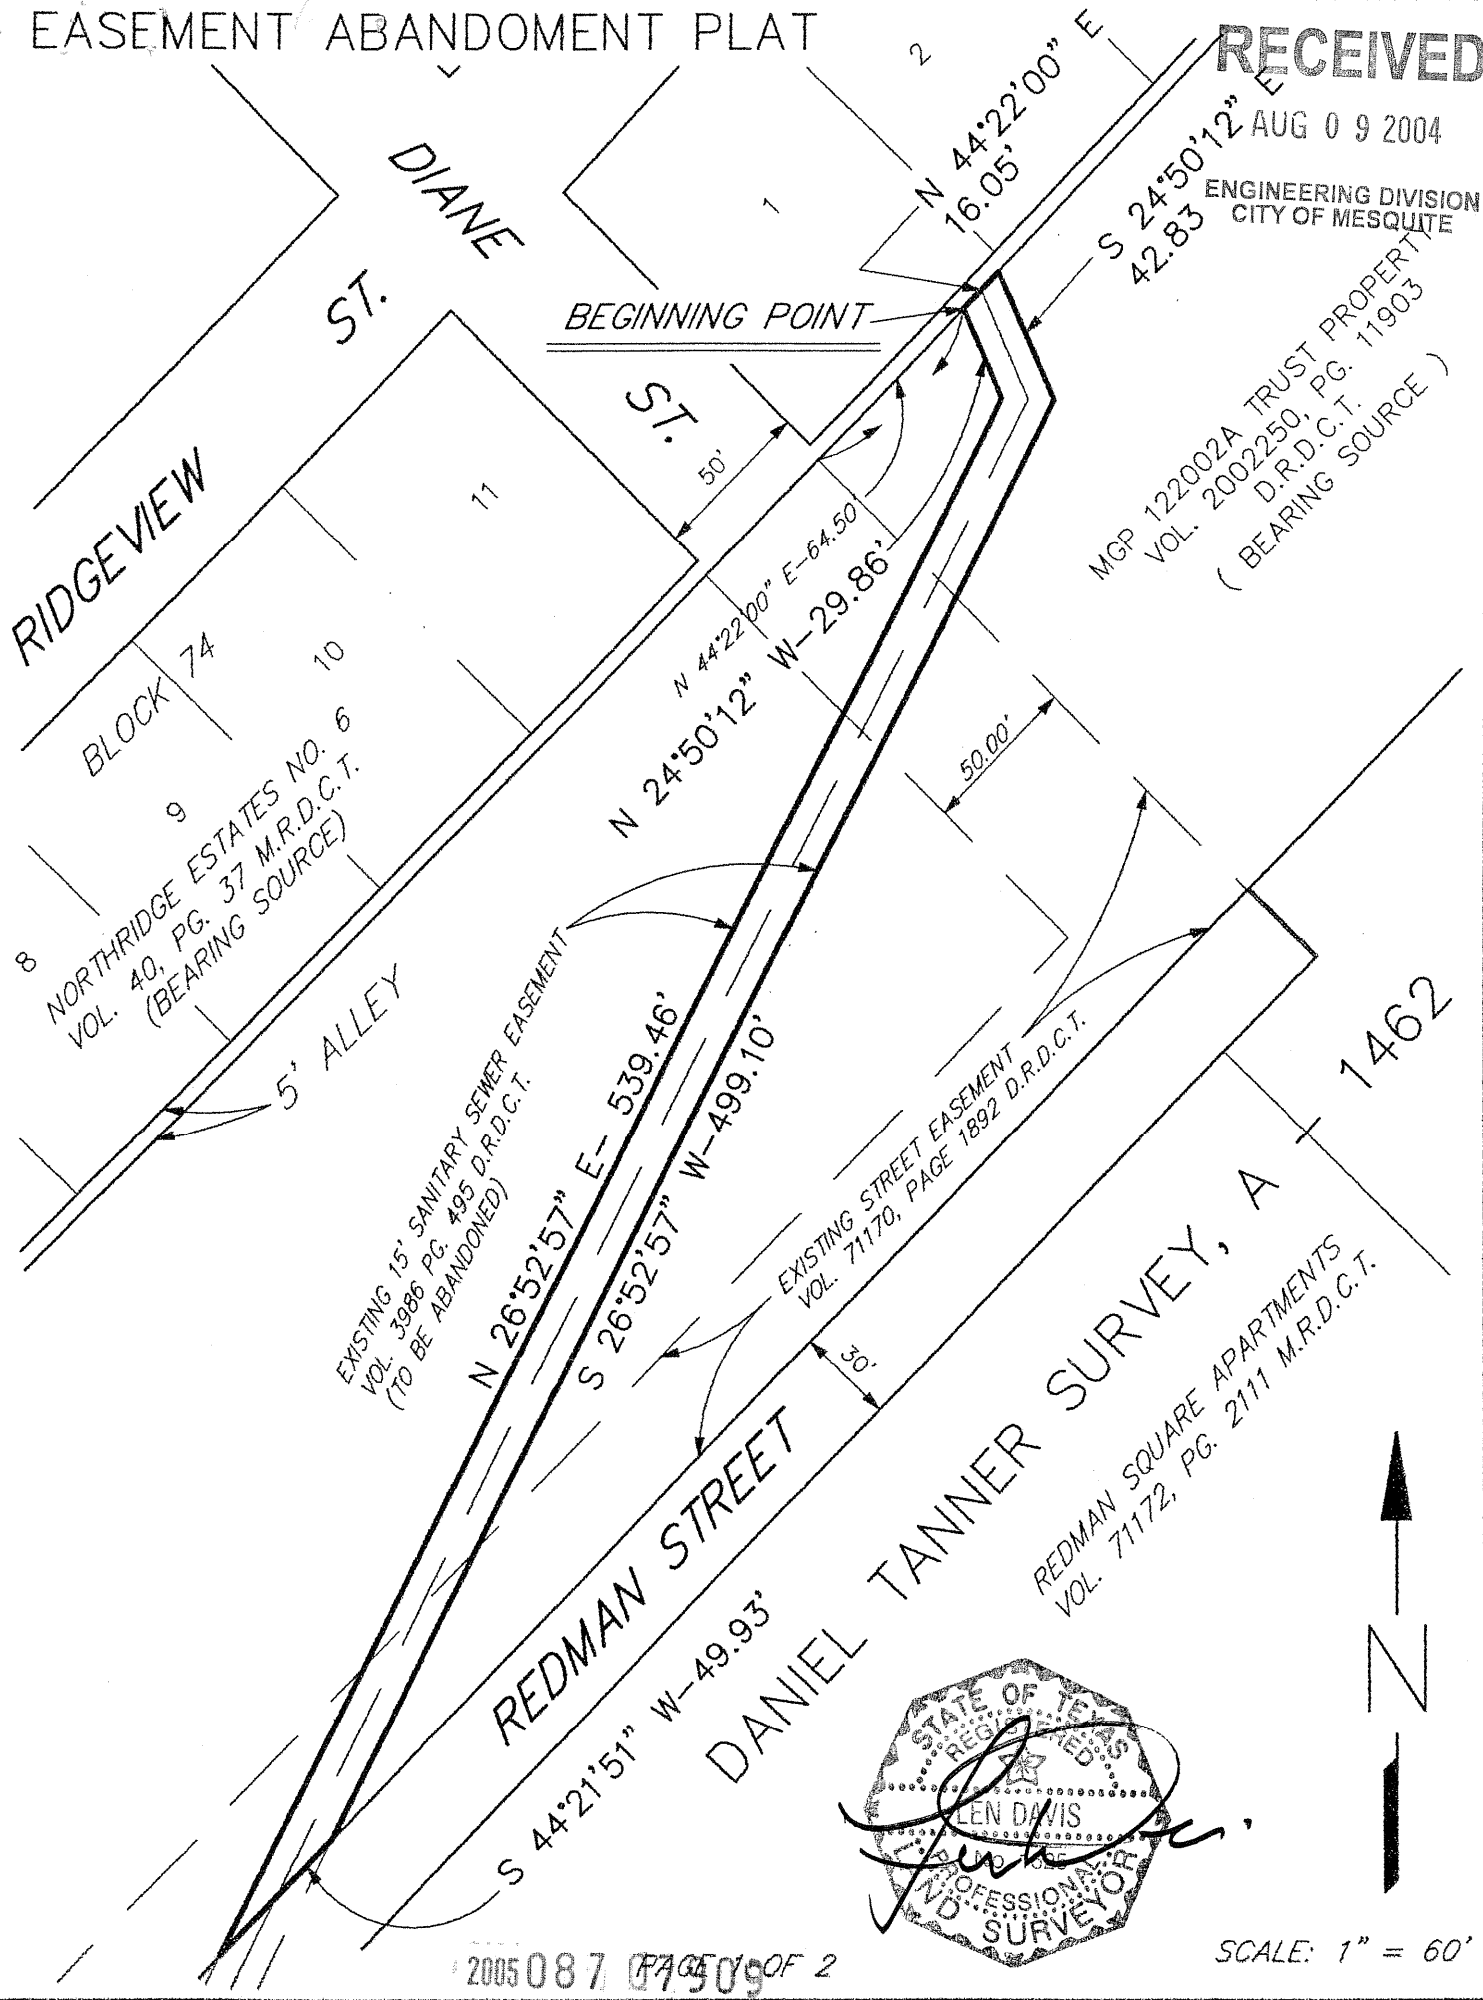 EASEMENT ABANDOMENT PLAT
RECEIVED
AUG 0 9 2004
ENGINEERING DIVISION
CITY OF MESQUITE
2
1
N 44°22'00" E
16.05'
S 24°50'12" E
42.83
DIANE
ST.
ST.
BEGINNING POINT
MGP 122002A TRUST PROPERTY
VOL. 2002250, PG. 11903
D.R.D.C.T.
( BEARING SOURCE )
50'
RIDGEVIEW
11
10
9
8
BLOCK 74
N 44°22'00" E-64.50'
N 24°50'12" W-29.86'
50.00'
NORTHRIDGE ESTATES NO. 6
VOL. 40, PG. 37 M.R.D.C.T.
(BEARING SOURCE)
5' ALLEY
EXISTING 15' SANITARY SEWER EASEMENT
VOL. 3986 PG. 495 D.R.D.C.T.
(TO BE ABANDONED)
N 26°52'57" E- 539.46'
S 26°52'57" W-499.10'
EXISTING STREET EASEMENT
VOL. 71170, PAGE 1892 D.R.D.C.T.
30'
REDMAN STREET
S 44°21'51" W-49.93'
DANIEL TANNER SURVEY, A - 1462
REDMAN SQUARE APARTMENTS
VOL. 71172, PG. 2111 M.R.D.C.T.
N
STATE OF TEXAS
REGISTERED
LEN DAVIS
PROFESSIONAL
LAND SURVEYOR
SCALE: 1" = 60'
PAGE 1 OF 2
2005087 07509